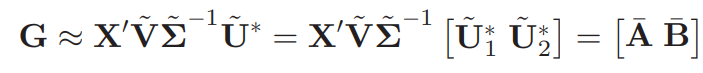 G ≈ X′ṼΣ̃⁻¹Ũ* = X′ṼΣ̃⁻¹ [Ũ₁* Ũ₂*] = [Ā B̄]